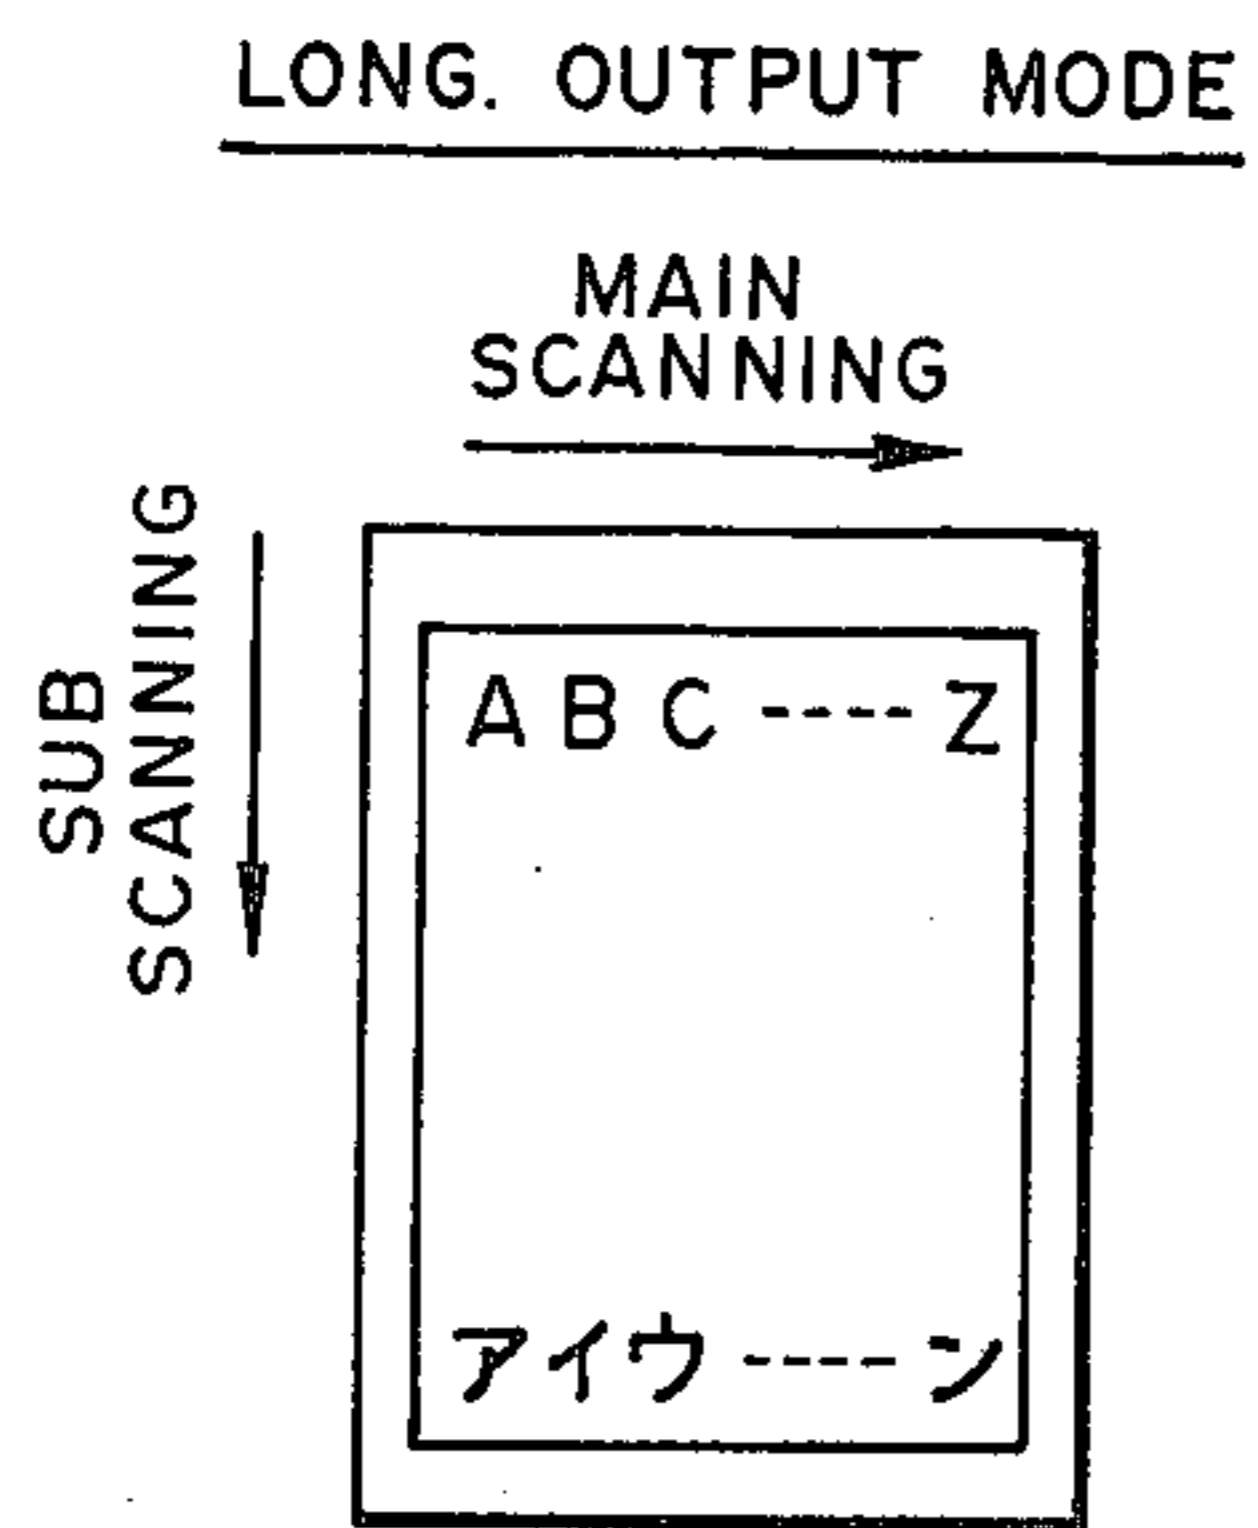 LONG. OUTPUT MODE
MAIN
SCANNING
SUB
SCANNING
A B C ---- Z
アイウ ---- ン